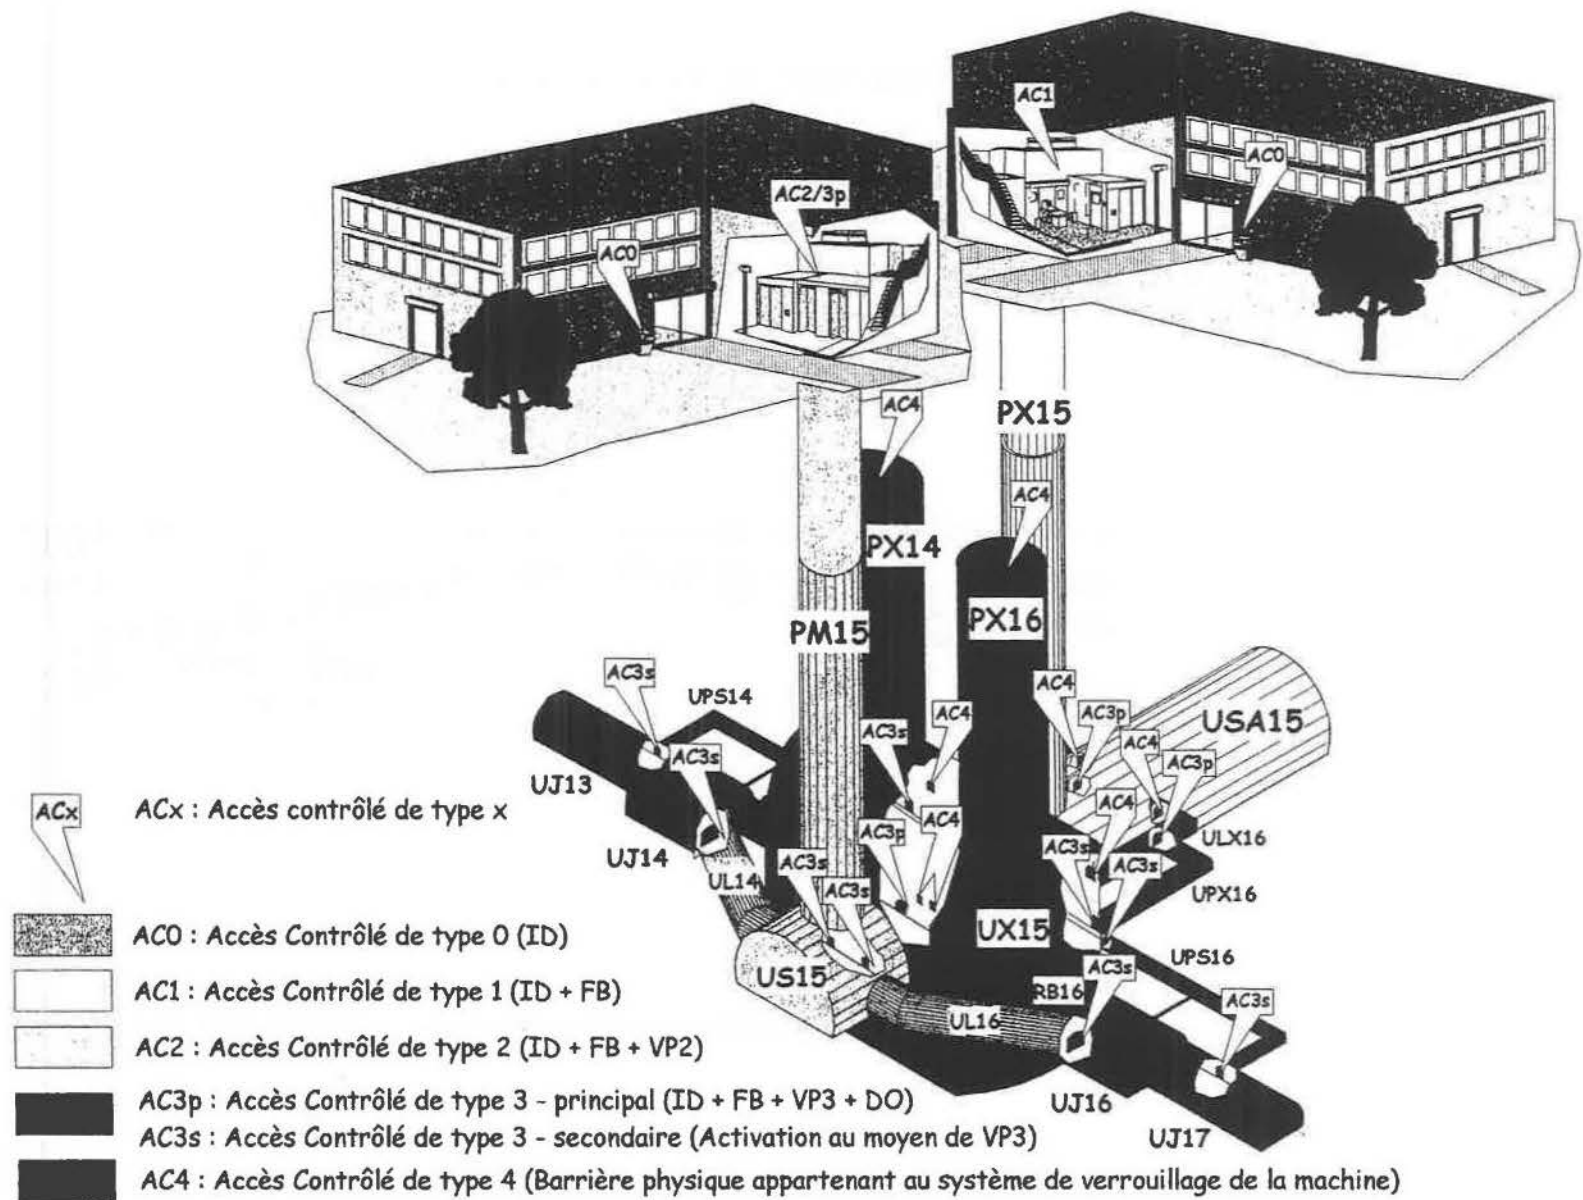 AC1
AC0
AC2/3p
AC0
AC4
PX15
AC4
PX14
PX16
PM15
AC3s
UPS14
AC4
AC3p
USA15
AC3s
AC4
AC4
AC3s
AC3p
UJ13
AC4
AC3p
AC4
ULX16
UJ14
AC3s
AC3s
AC3s
UL14
AC3s
UPX16
UX15
UPS16
US15
AC3s
RB16
AC3s
UL16
UJ16
UJ17
ACx
ACx : Accès contrôlé de type x
AC0 : Accès Contrôlé de type 0 (ID)
AC1 : Accès Contrôlé de type 1 (ID + FB)
AC2 : Accès Contrôlé de type 2 (ID + FB + VP2)
AC3p : Accès Contrôlé de type 3 - principal (ID + FB + VP3 + DO)
AC3s : Accès Contrôlé de type 3 - secondaire (Activation au moyen de VP3)
AC4 : Accès Contrôlé de type 4 (Barrière physique appartenant au système de verrouillage de la machine)